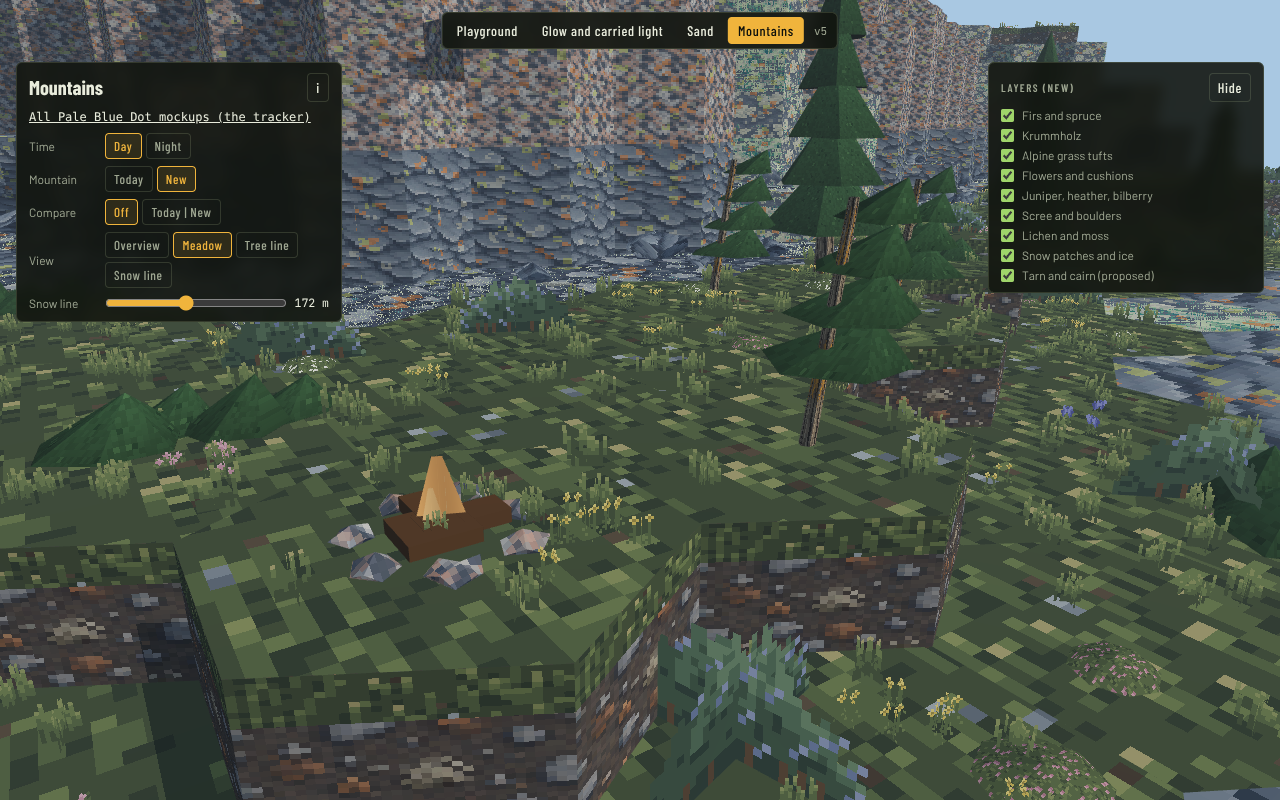 Playground Glow and carried light Sand Mountains v5
Mountains i
All Pale Blue Dot mockups (the tracker)
Time Day Night
Mountain Today New
Compare Off Today | New
View Overview Meadow Tree line
Snow line
Snow line 172 m
LAYERS (NEW) Hide
Firs and spruce
Krummholz
Alpine grass tufts
Flowers and cushions
Juniper, heather, bilberry
Scree and boulders
Lichen and moss
Snow patches and ice
Tarn and cairn (proposed)